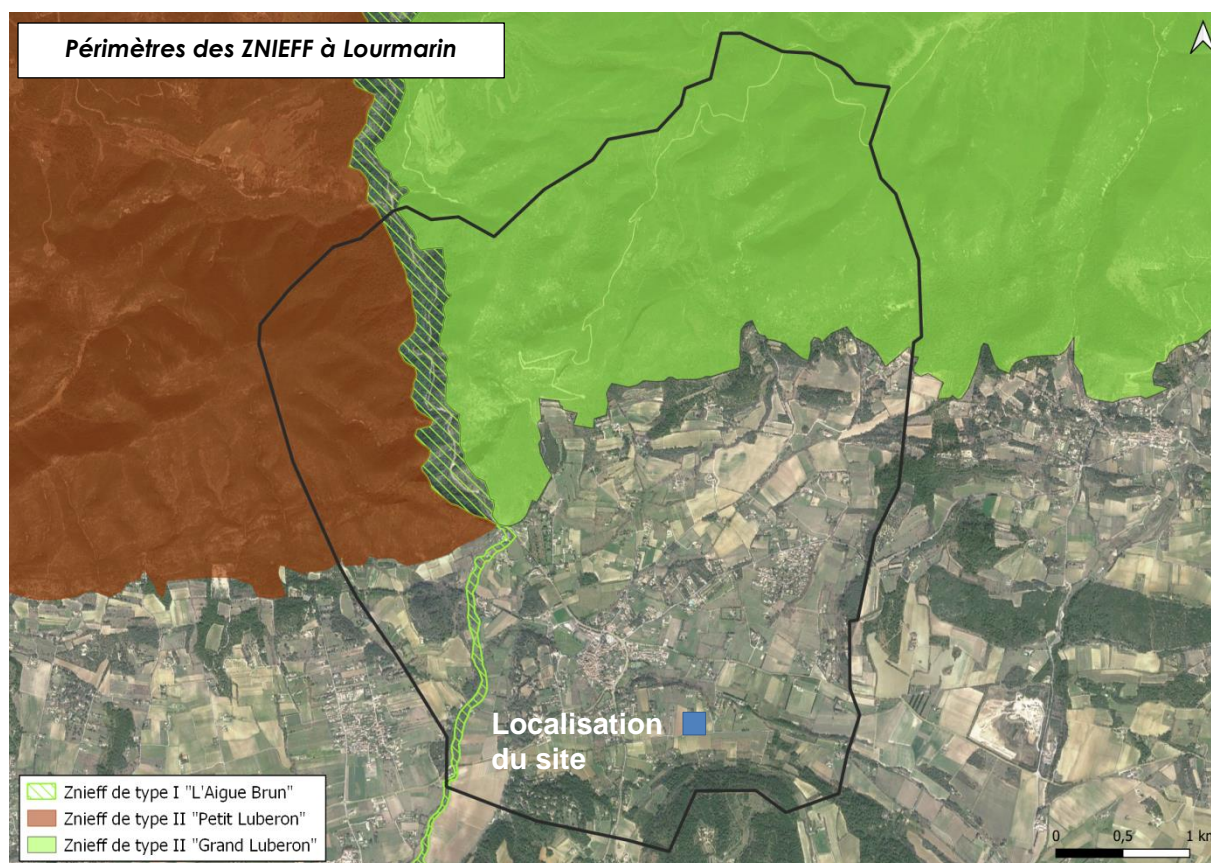 Périmètres des ZNIEFF à Lourmarin
Localisation
du site
Znieff de type I "L'Aigue Brun"
Znieff de type II "Petit Luberon"
Znieff de type II "Grand Luberon"
0 0,5 1 km